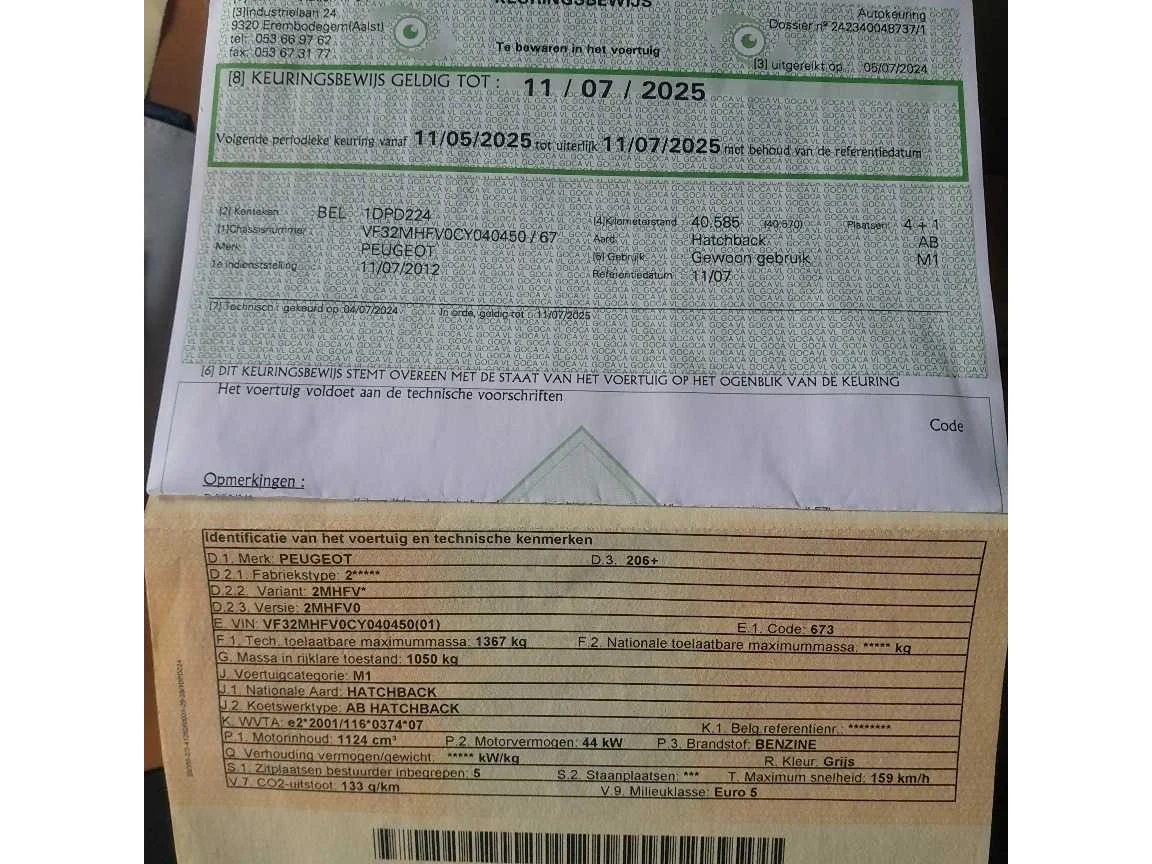 KEURINGSBEWIJS
[3]Industrielaan 24
9320 Erembodegem(Aalst)
tel: 053 66 97 62
fax: 053 67 31 77
Te bewaren in het voertuig
Autokeuring
Dossier n° 242340048737/1
[3] uitgereikt op 05/07/2024
[8] KEURINGSBEWIJS GELDIG TOT : 11 / 07 / 2025
Volgende periodieke keuring vanaf 11/05/2025 tot uiterlijk 11/07/2025 met behoud van de referentiedatum
[2] Kenteken BEL 1DPD224 [4]Kilometerstand 40.585 (40.570) Plaatsen: 4 + 1
[1]Chassisnummer : VF32MHFV0CY040450 / 67 Aard: Hatchback AB
Merk PEUGEOT [5] Gebruik Gewoon gebruik M1
1e indienststelling 11/07/2012 Referentiedatum : 11/07
[7]Technisch : gekeurd op 04/07/2024 In orde, geldig tot : 11/07/2025
[6] DIT KEURINGSBEWIJS STEMT OVEREEN MET DE STAAT VAN HET VOERTUIG OP HET OGENBLIK VAN DE KEURING
Het voertuig voldoet aan de technische voorschriften
Code
Opmerkingen :
Identificatie van het voertuig en technische kenmerken
D 1. Merk: PEUGEOT D.3. 206+
D.2.1. Fabriekstype: 2*****
D.2.2. Variant: 2MHFV*
D.2.3. Versie: 2MHFV0
E. VIN: VF32MHFV0CY040450(01) E.1. Code: 673
F.1. Tech. toelaatbare maximummassa: 1367 kg F.2. Nationale toelaatbare maximummassa: ***** kg
G. Massa in rijklare toestand: 1050 kg
J. Voertuigcategorie: M1
J.1. Nationale Aard: HATCHBACK
J.2. Koetswerktype: AB HATCHBACK
K. WVTA: e2*2001/116*0374*07 K.1. Belg.referentienr.: ********
P.1. Motorinhoud: 1124 cm³ P.2. Motorvermogen: 44 kW P.3. Brandstof: BENZINE
Q. Verhouding vermogen/gewicht: ***** kW/kg R. Kleur: Grijs
S.1. Zitplaatsen bestuurder inbegrepen: 5 S.2. Staanplaatsen: *** T. Maximum snelheid: 159 km/h
V.7. CO2-uitstoot: 133 g/km V.9. Milieuklasse: Euro 5